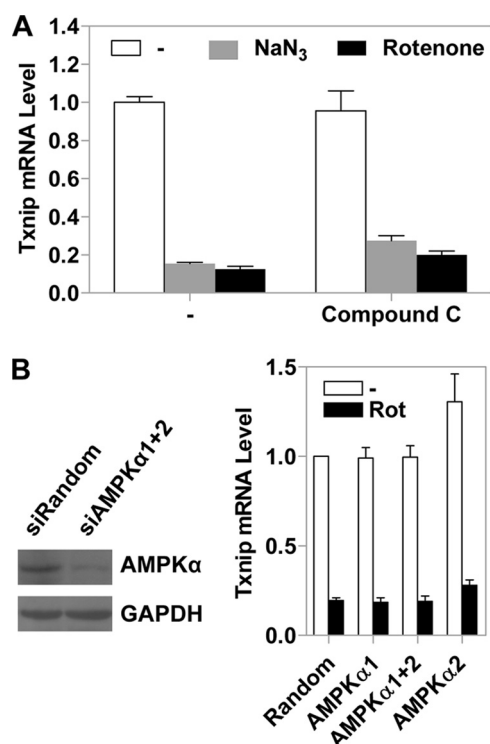 A
- NaN3 Rotenone
Txnip mRNA Level
1.4
1.2
1.0
0.8
0.6
0.4
0.2
0.0
- Compound C
B
siRandom
siAMPKα1+2
AMPKα
GAPDH
Txnip mRNA Level
1.5
1.0
0.5
0.0
-
Rot
Random
AMPKα1
AMPKα1+2
AMPKα2